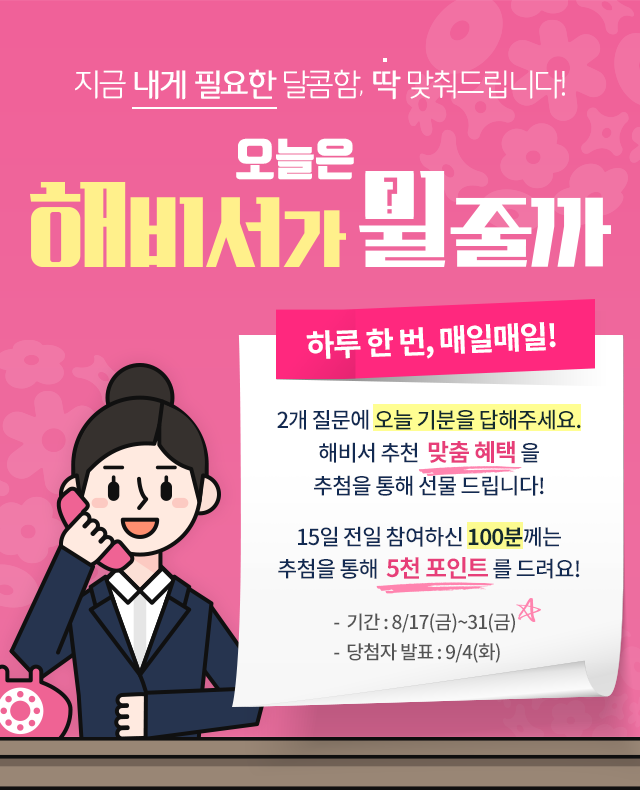 지금 내게 필요한 달콤함, 딱 맞춰드립니다!
오늘은
해비서가 뭘줄까
하루 한 번, 매일매일!
2개 질문에 오늘 기분을 답해주세요.
해비서 추천 맞춤 혜택을
추첨을 통해 선물 드립니다!
15일 전일 참여하신 100분께는
추첨을 통해 5천 포인트를 드려요!
- 기간 : 8/17(금)~31(금)
- 당첨자 발표 : 9/4(화)